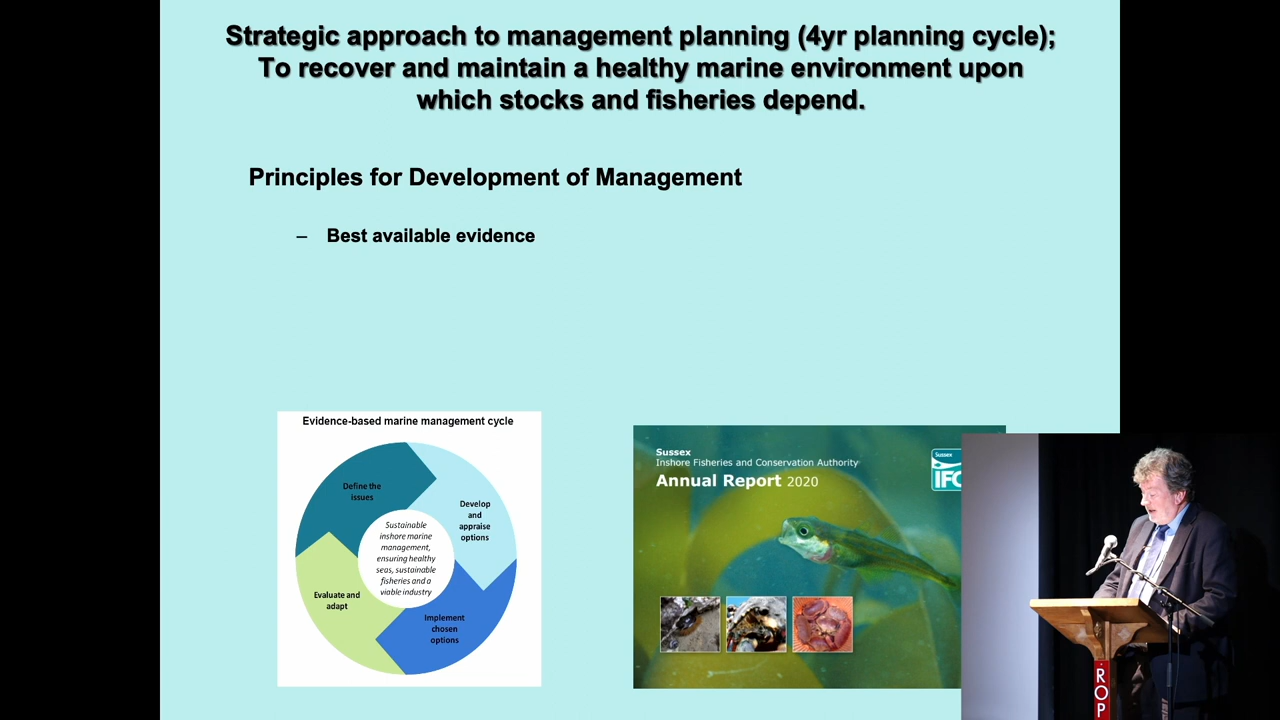 Strategic approach to management planning (4yr planning cycle);
To recover and maintain a healthy marine environment upon
which stocks and fisheries depend.
Principles for Development of Management
– Best available evidence
Evidence-based marine management cycle
Define the
issues
Develop
and
appraise
options
Sustainable
inshore marine
management,
ensuring healthy
seas, sustainable
fisheries and a
viable industry
Evaluate and
adapt
Implement
chosen
options
Sussex
Inshore Fisheries and Conservation Authority
Annual Report 2020
Sussex
IFC
ROP